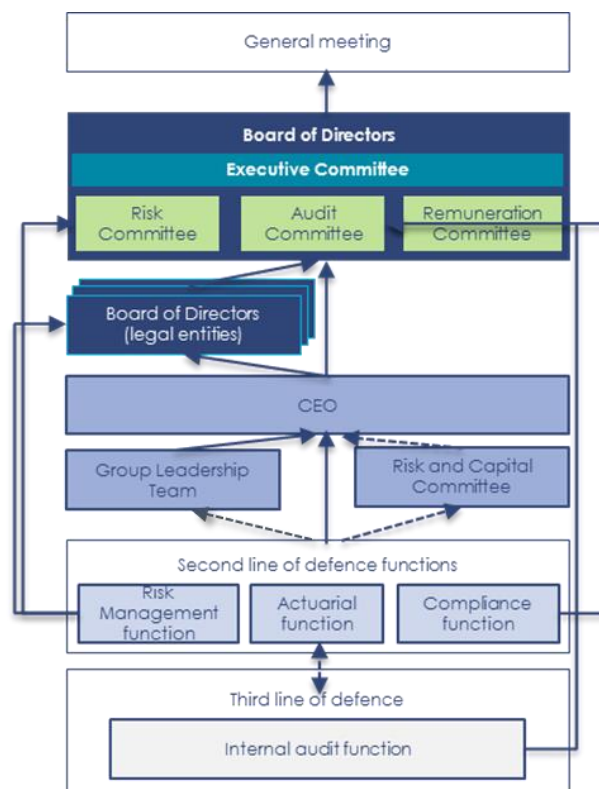 General meeting
Board of Directors
Executive Committee
Risk
Committee
Audit
Committee
Remuneration
Committee
Board of Directors
(legal entities)
CEO
Group Leadership
Team
Risk and Capital
Committee
Second line of defence functions
Risk
Management
function
Actuarial
function
Compliance
function
Third line of defence
Internal audit function